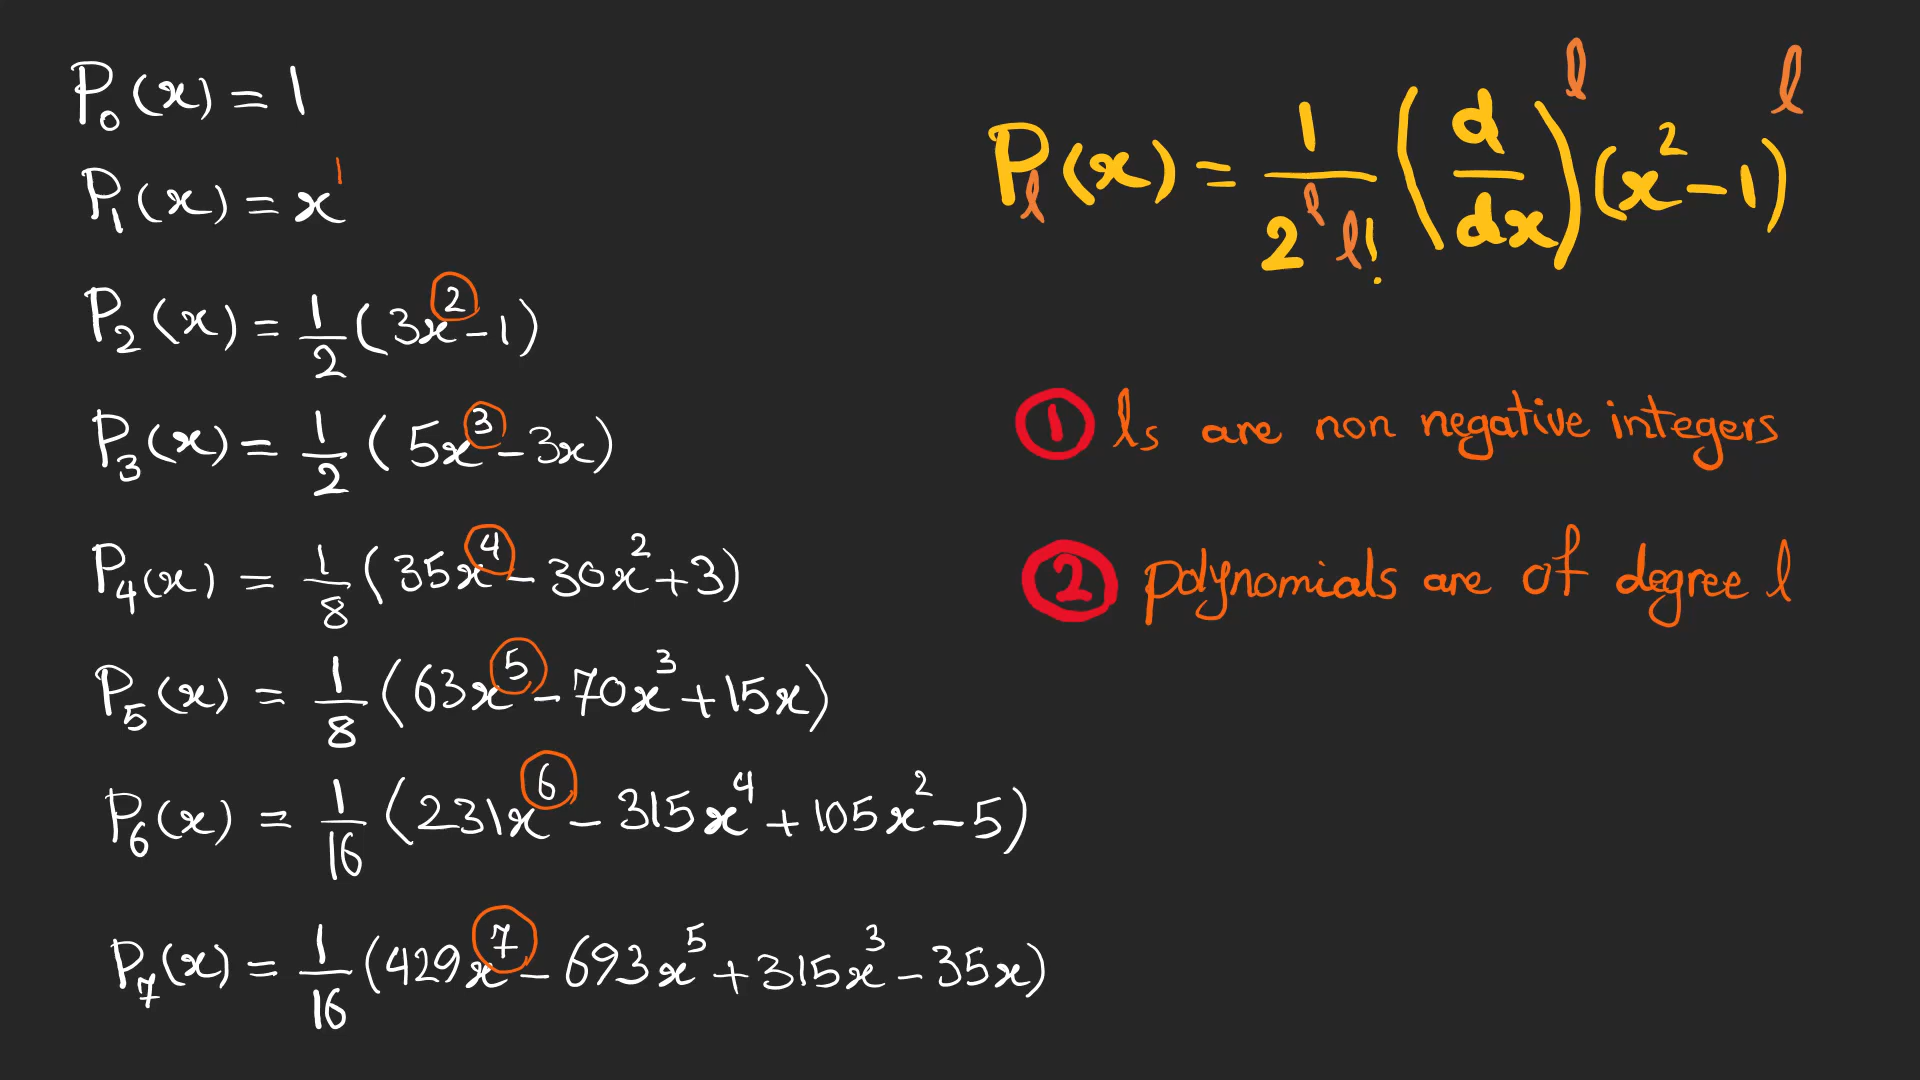 P₀(x) = 1
P₁(x) = x¹
P₂(x) = 1/2 (3x² - 1)
P₃(x) = 1/2 (5x³ - 3x)
P₄(x) = 1/8 (35x⁴ - 30x² + 3)
P₅(x) = 1/8 (63x⁵ - 70x³ + 15x)
P₆(x) = 1/16 (231x⁶ - 315x⁴ + 105x² - 5)
P₇(x) = 1/16 (429x⁷ - 693x⁵ + 315x³ - 35x)
Pₗ(x) = 1/(2ˡ l!) (d/dx)ˡ (x² - 1)ˡ
1 ls are non negative integers
2 polynomials are of degree l